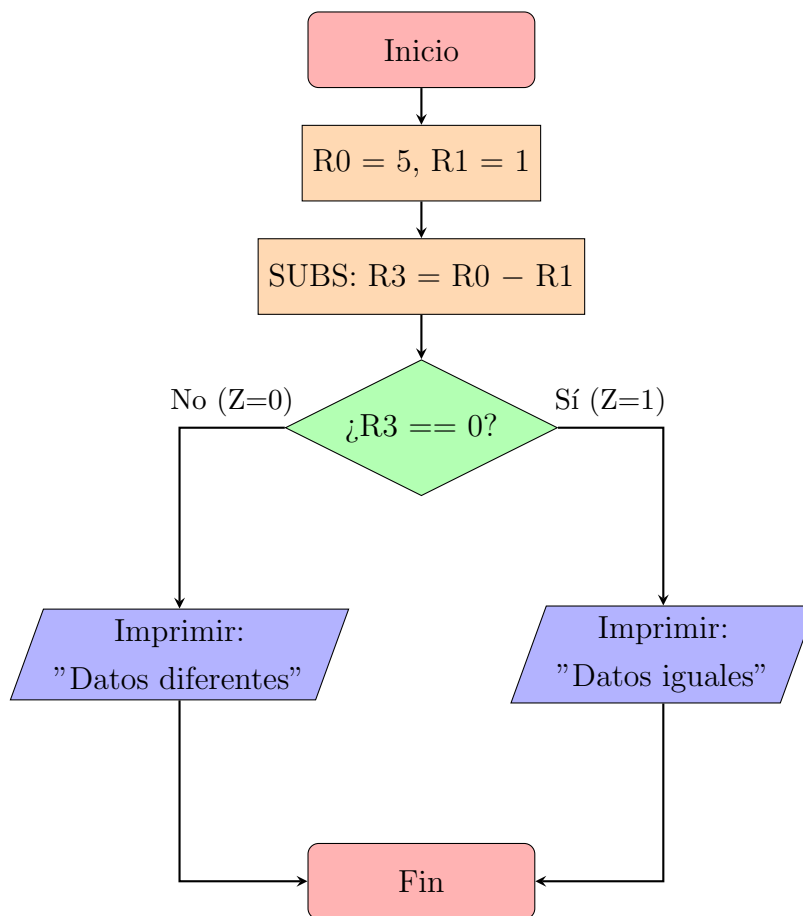 Inicio
R0 = 5, R1 = 1
SUBS: R3 = R0 − R1
No (Z=0)
Sí (Z=1)
¿R3 == 0?
Imprimir:
”Datos diferentes”
Imprimir:
”Datos iguales”
Fin